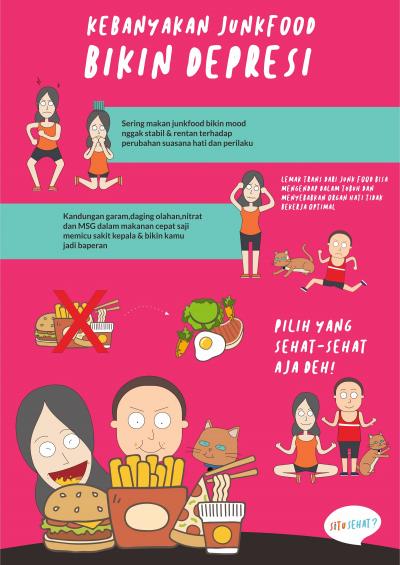 KEBANYAKAN JUNKFOOD
BIKIN DEPRESI
Sering makan junkfood bikin mood
nggak stabil & rentan terhadap
perubahan suasana hati dan perilaku
LEMAK TRANS DARI JUNK FOOD BISA
MENGENDAP DALAM TUBUH DAN
MENYEBABKAN ORGAN HATI TIDAK
BEKERJA OPTIMAL
Kandungan garam,daging olahan,nitrat
dan MSG dalam makanan cepat saji
memicu sakit kepala & bikin kamu
jadi baperan
PILIH YANG
SEHAT-SEHAT
AJA DEH!
SiTU SEHAT?